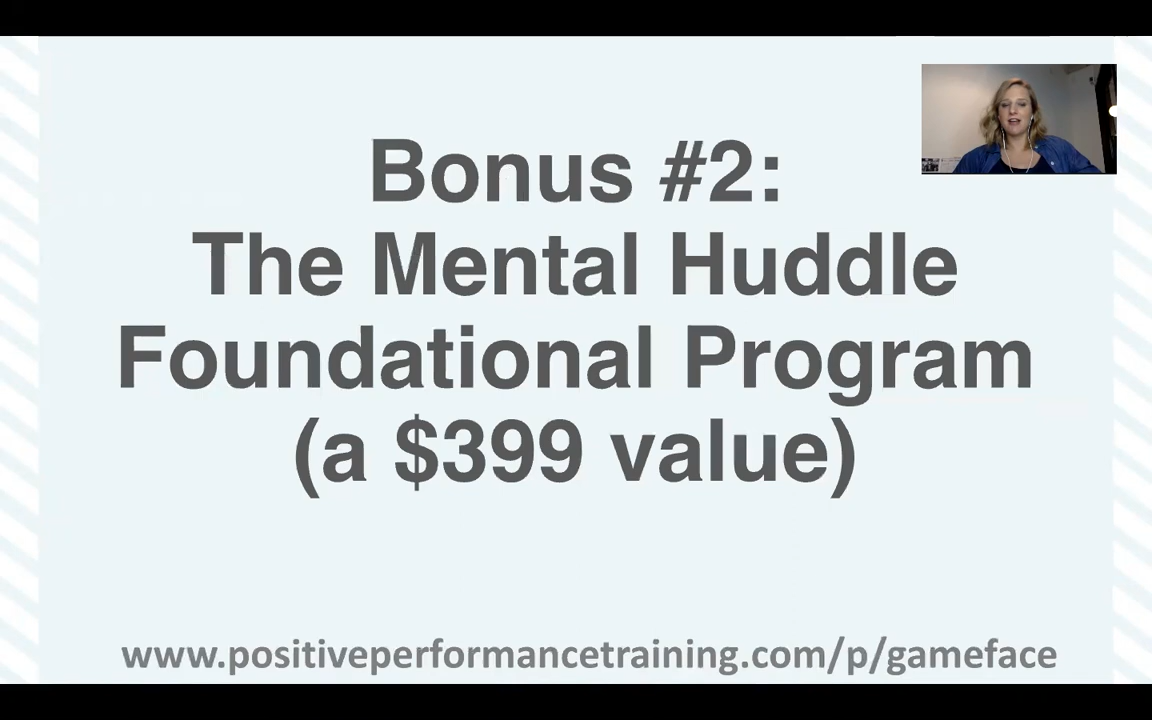 Bonus #2:
The Mental Huddle
Foundational Program
(a $399 value)
www.positiveperformancetraining.com/p/gameface